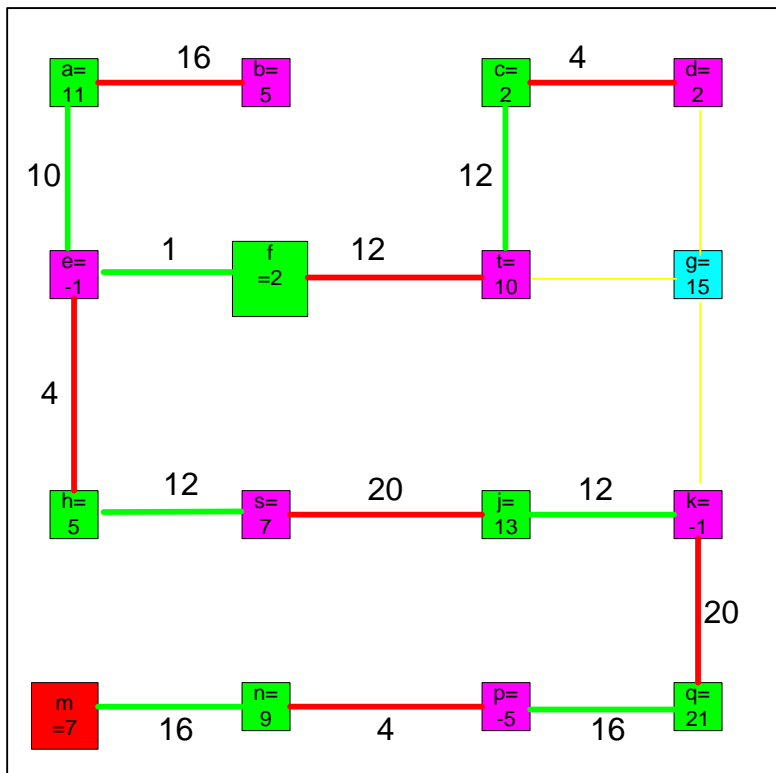 16
4
a=
11
b=
5
c=
2
d=
2
10
12
1
12
e=
-1
f
=2
t=
10
g=
15
4
12
20
12
h=
5
s=
7
j=
13
k=
-1
20
m
=7
n=
9
p=
-5
q=
21
16
4
16